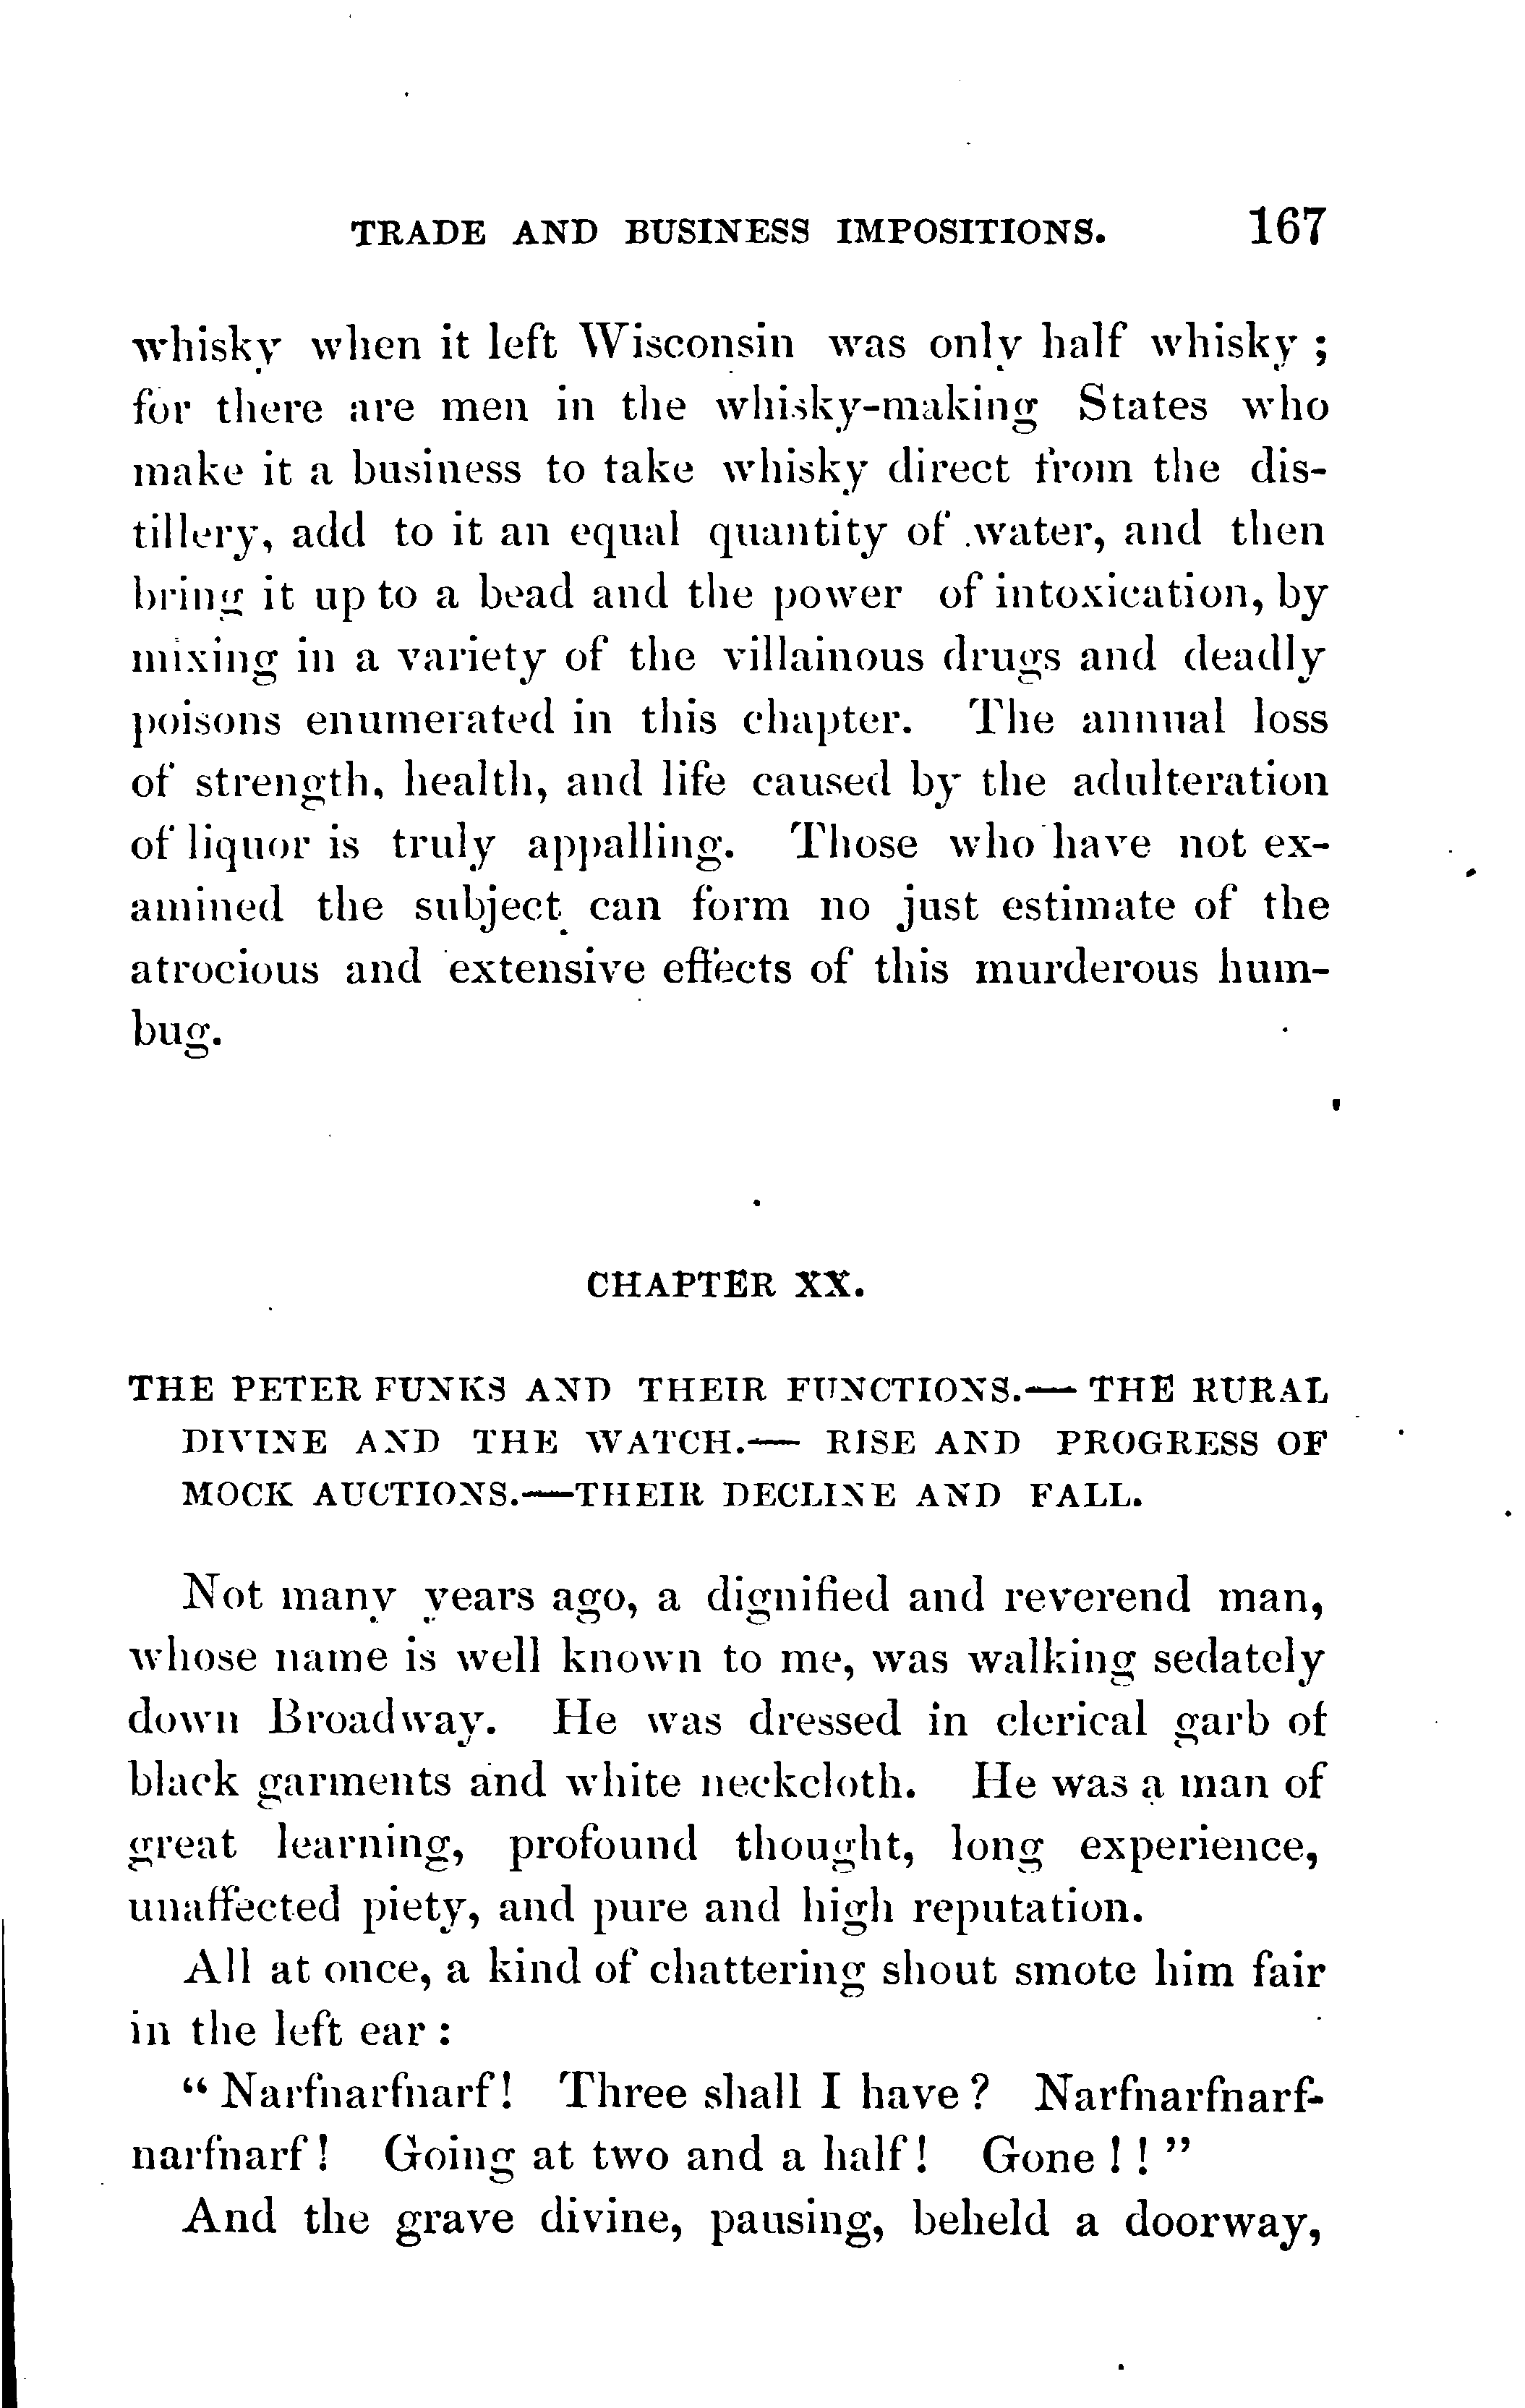 TRADE AND BUSINESS IMPOSITIONS. 167
whisky when it left Wisconsin was only half whisky ;
for there are men in the whisky-making States who
make it a business to take whisky direct from the dis-
tillery, add to it an equal quantity of water, and then
bring it up to a bead and the power of intoxication, by
mixing in a variety of the villainous drugs and deadly
poisons enumerated in this chapter. The annual loss
of strength, health, and life caused by the adulteration
of liquor is truly appalling. Those who have not ex-
amined the subject can form no just estimate of the
atrocious and extensive effects of this murderous hum-
bug.
CHAPTER XX.
THE PETER FUNKS AND THEIR FUNCTIONS.— THE RURAL
DIVINE AND THE WATCH.— RISE AND PROGRESS OF
MOCK AUCTIONS.—THEIR DECLINE AND FALL.
Not many years ago, a dignified and reverend man,
whose name is well known to me, was walking sedately
down Broadway. He was dressed in clerical garb of
black garments and white neckcloth. He was a man of
great learning, profound thought, long experience,
unaffected piety, and pure and high reputation.
All at once, a kind of chattering shout smote him fair
in the left ear :
“ Narfnarfnarf! Three shall I have ? Narfnarfnarf-
narfnarf ! Going at two and a half ! Gone ! ! ”
And the grave divine, pausing, beheld a doorway,